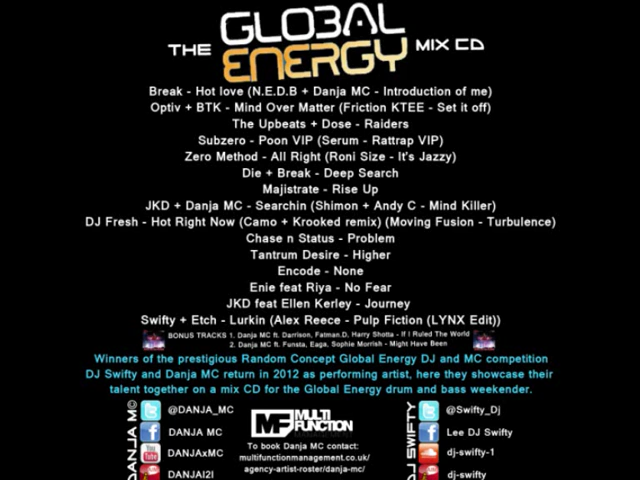 THE GLOBAL ENERGY MIX CD
Break - Hot love (N.E.D.B + Danja MC - Introduction of me)
Optiv + BTK - Mind Over Matter (Friction KTEE - Set it off)
The Upbeats + Dose - Raiders
Subzero - Poon VIP (Serum - Rattrap VIP)
Zero Method - All Right (Roni Size - It's Jazzy)
Die + Break - Deep Search
Majistrate - Rise Up
JKD + Danja MC - Searchin (Shimon + Andy C - Mind Killer)
DJ Fresh - Hot Right Now (Camo + Krooked remix) (Moving Fusion - Turbulence)
Chase n Status - Problem
Tantrum Desire - Higher
Encode - None
Enie feat Riya - No Fear
JKD feat Ellen Kerley - Journey
Swifty + Etch - Lurkin (Alex Reece - Pulp Fiction (LYNX Edit))
BONUS TRACKS 1. Danja MC ft. Darrison, Fatman.D, Harry Shotta - If I Ruled The World
2. Danja MC ft. Funsta, Eaga, Sophie Morrish - Might Have Been
Winners of the prestigious Random Concept Global Energy DJ and MC competition
DJ Swifty and Danja MC return in 2012 as performing artist, here they showcase their
talent together on a mix CD for the Global Energy drum and bass weekender.
DANJA MC
@DANJA_MC
DANJA MC
You Tube
DANJAxMC
DANJA121
MF MULTI FUNCTION
To book Danja MC contact:
multifunctionmanagement.co.uk/
agency-artist-roster/danja-mc/
DJ SWIFTY
@Swifty_Dj
Lee DJ Swifty
dj-swifty-1
dj-swifty